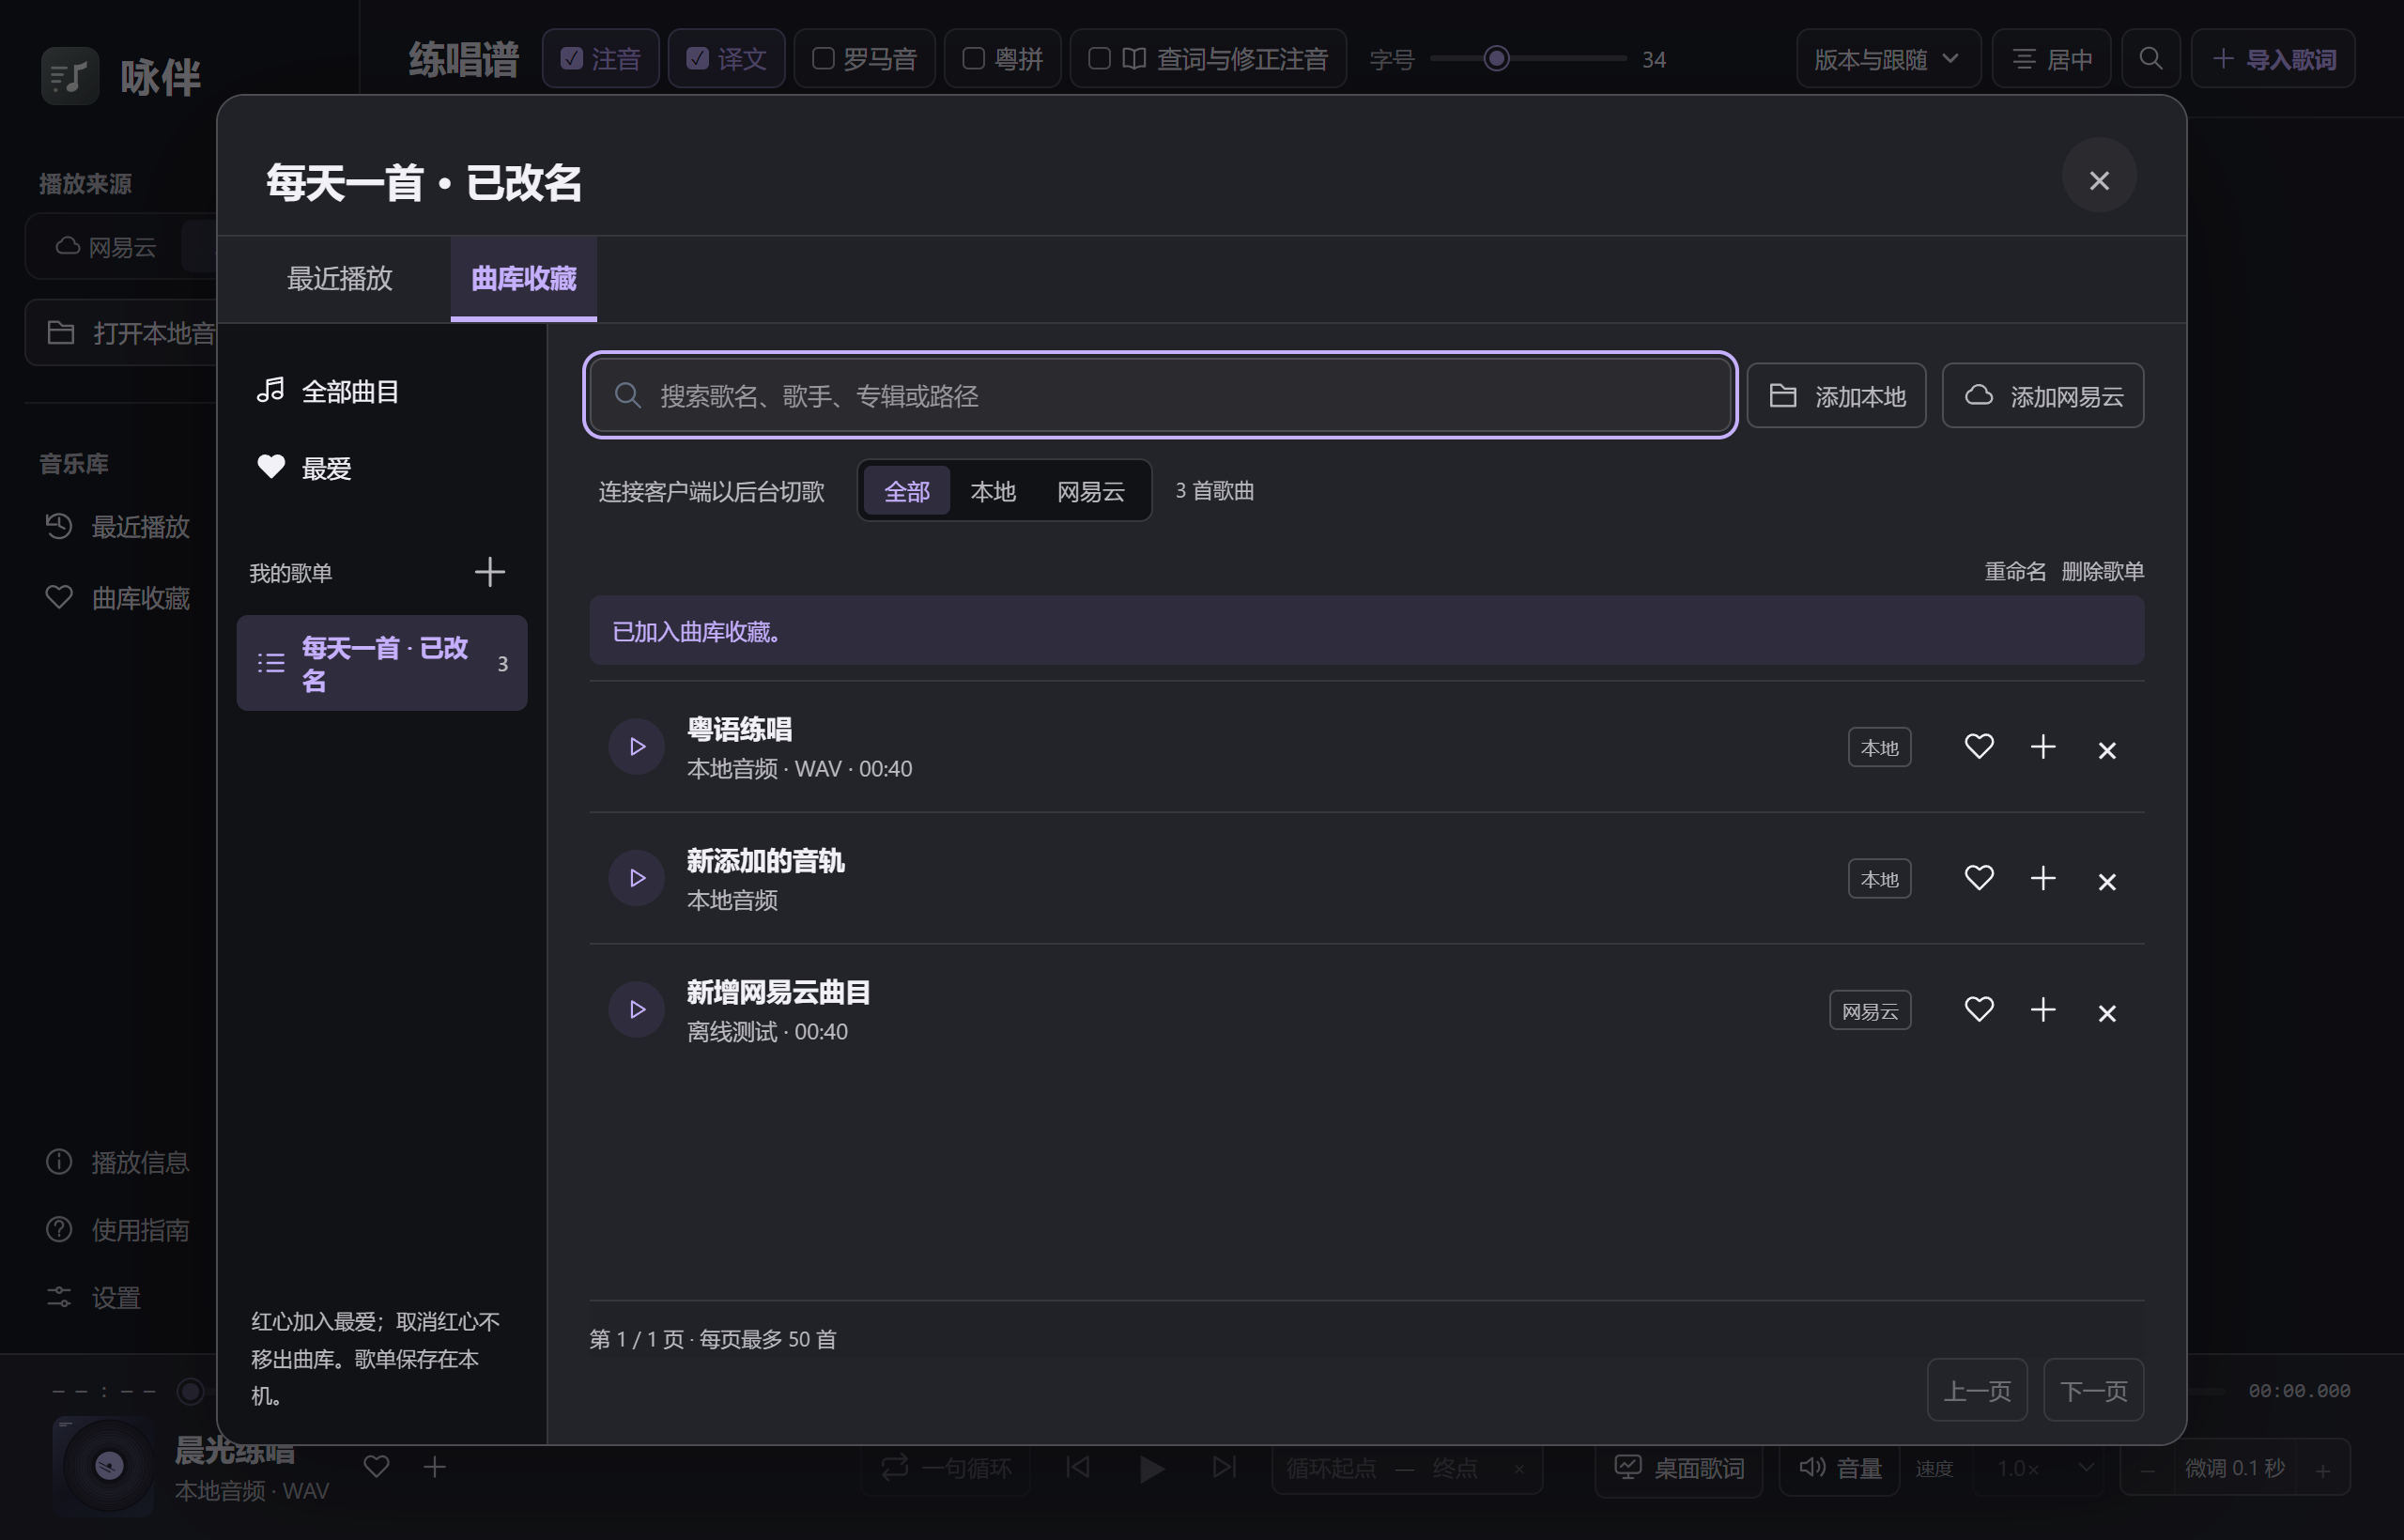 咏伴
练唱谱
注音
译文
罗马音
粤拼
查词与修正注音
字号
34
版本与跟随
居中
导入歌词
播放来源
网易云
打开本地音
音乐库
最近播放
曲库收藏
播放信息
使用指南
设置
每天一首 · 已改名
最近播放
曲库收藏
全部曲目
最爱
我的歌单
每天一首 · 已改
名
3
红心加入最爱；取消红心不
移出曲库。歌单保存在本
机。
搜索歌名、歌手、专辑或路径
添加本地
添加网易云
连接客户端以后台切歌
全部
本地
网易云
3 首歌曲
重命名
删除歌单
已加入曲库收藏。
粤语练唱
本地音频 · WAV · 00:40
本地
新添加的音轨
本地音频
本地
新增网易云曲目
离线测试 · 00:40
网易云
第 1 / 1 页 · 每页最多 50 首
上一页
下一页
--:--
00:00.000
晨光练唱
本地音频 · WAV
一句循环
循环起点 — 终点 ×
桌面歌词
音量
速度
1.0×
微调 0.1 秒